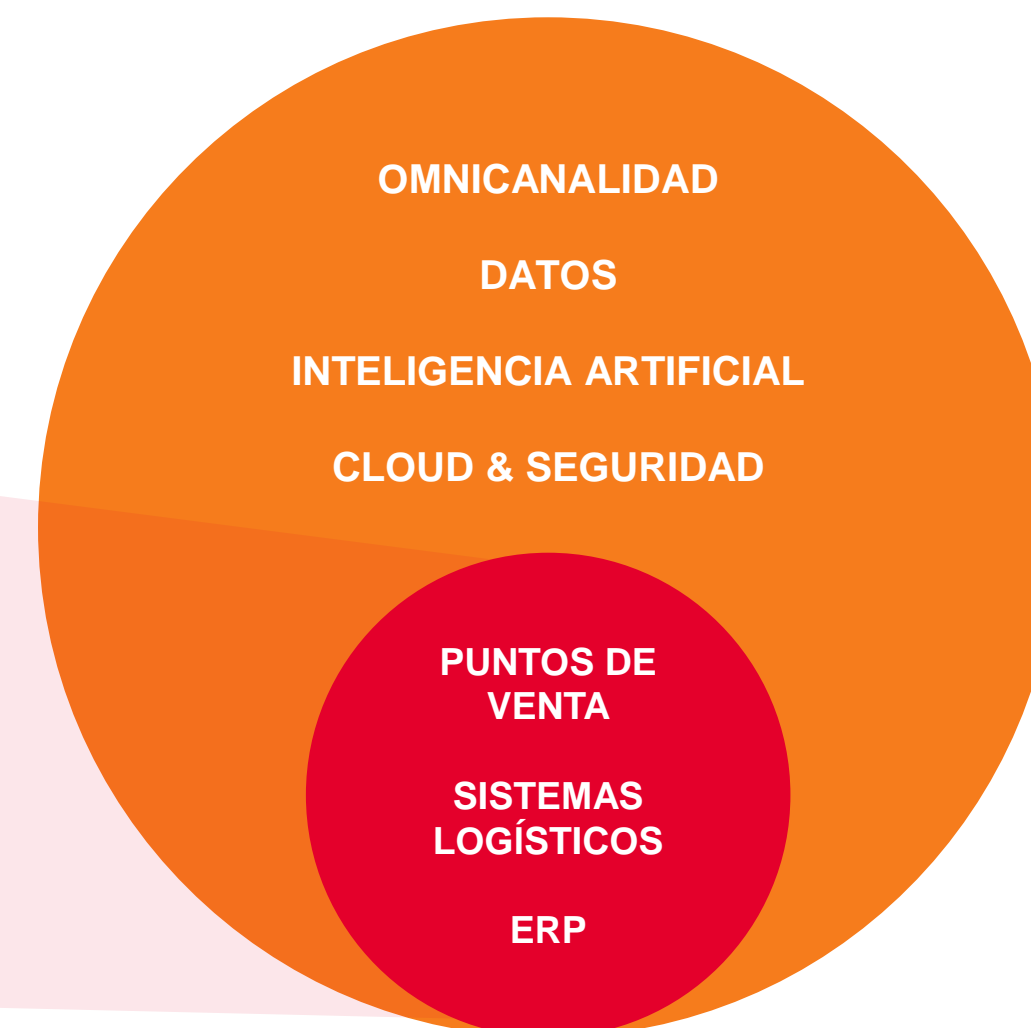 OMNICANALIDAD
DATOS
INTELIGENCIA ARTIFICIAL
CLOUD & SEGURIDAD
PUNTOS DE
VENTA
SISTEMAS
LOGÍSTICOS
ERP